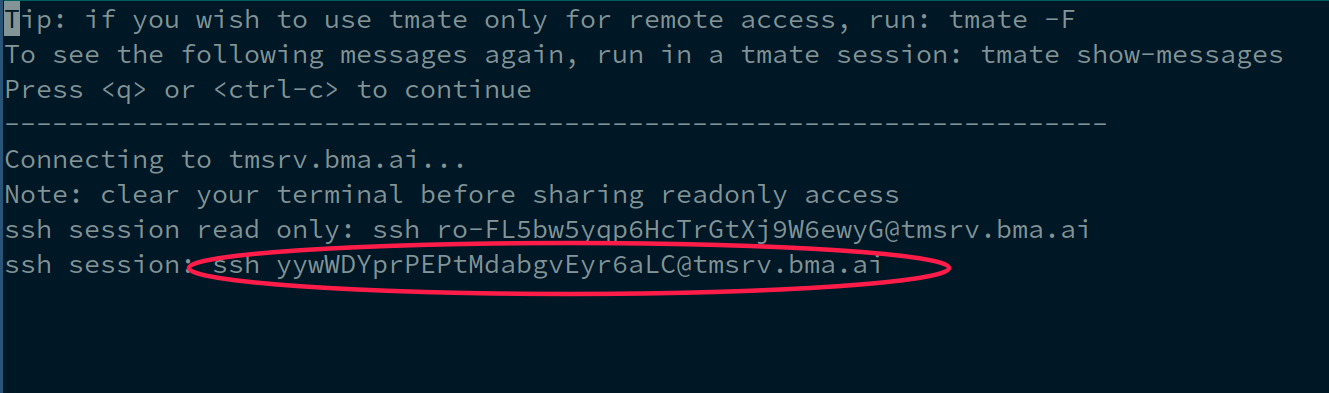 Tip: if you wish to use tmate only for remote access, run: tmate -F
To see the following messages again, run in a tmate session: tmate show-messages
Press <q> or <ctrl-c> to continue
---------------------------------------------------------------------
Connecting to tmsrv.bma.ai...
Note: clear your terminal before sharing readonly access
ssh session read only: ssh ro-FL5bw5yqp6HcTrGtXj9W6ewyG@tmsrv.bma.ai
ssh session: ssh yywWDYprPEPtMdabgvEyr6aLC@tmsrv.bma.ai